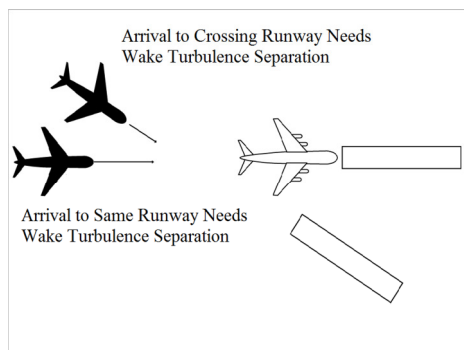 Arrival to Crossing Runway Needs
Wake Turbulence Separation
Arrival to Same Runway Needs
Wake Turbulence Separation